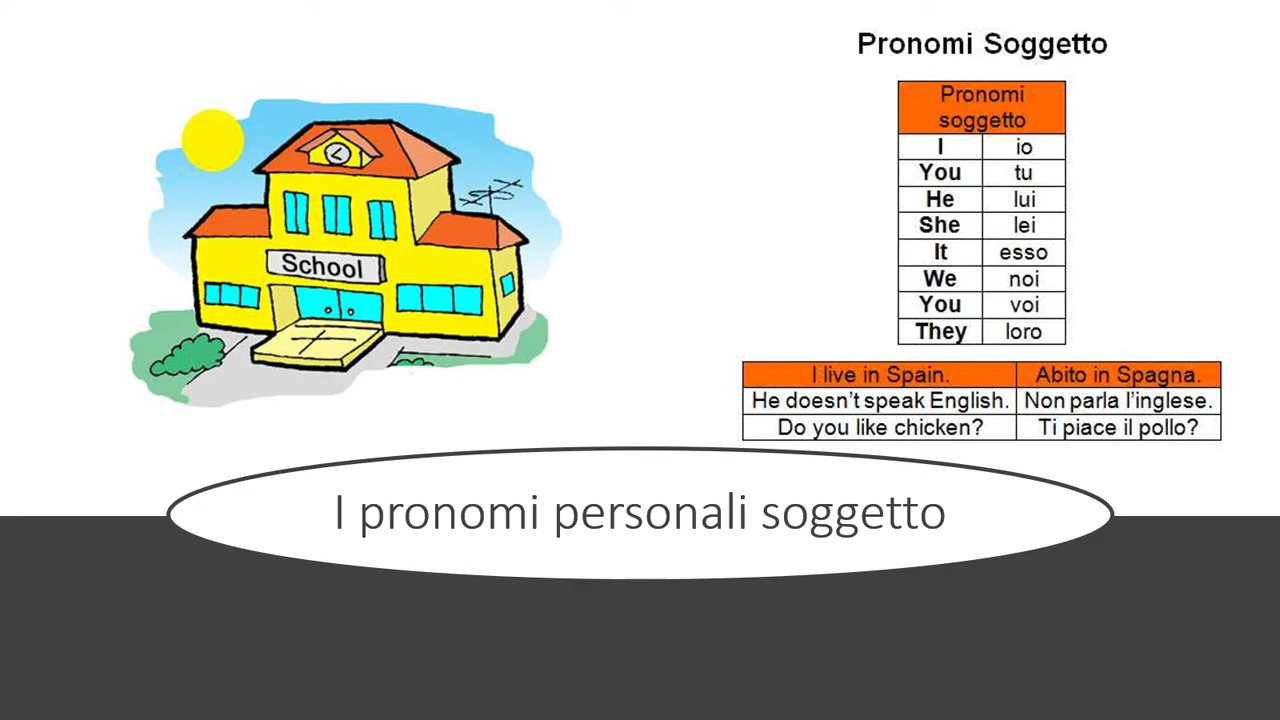 School
Pronomi Soggetto
Pronomi
soggetto
I io
You tu
He lui
She lei
It esso
We noi
You voi
They loro
I live in Spain. Abito in Spagna.
He doesn't speak English. Non parla l'inglese.
Do you like chicken? Ti piace il pollo?
I pronomi personali soggetto